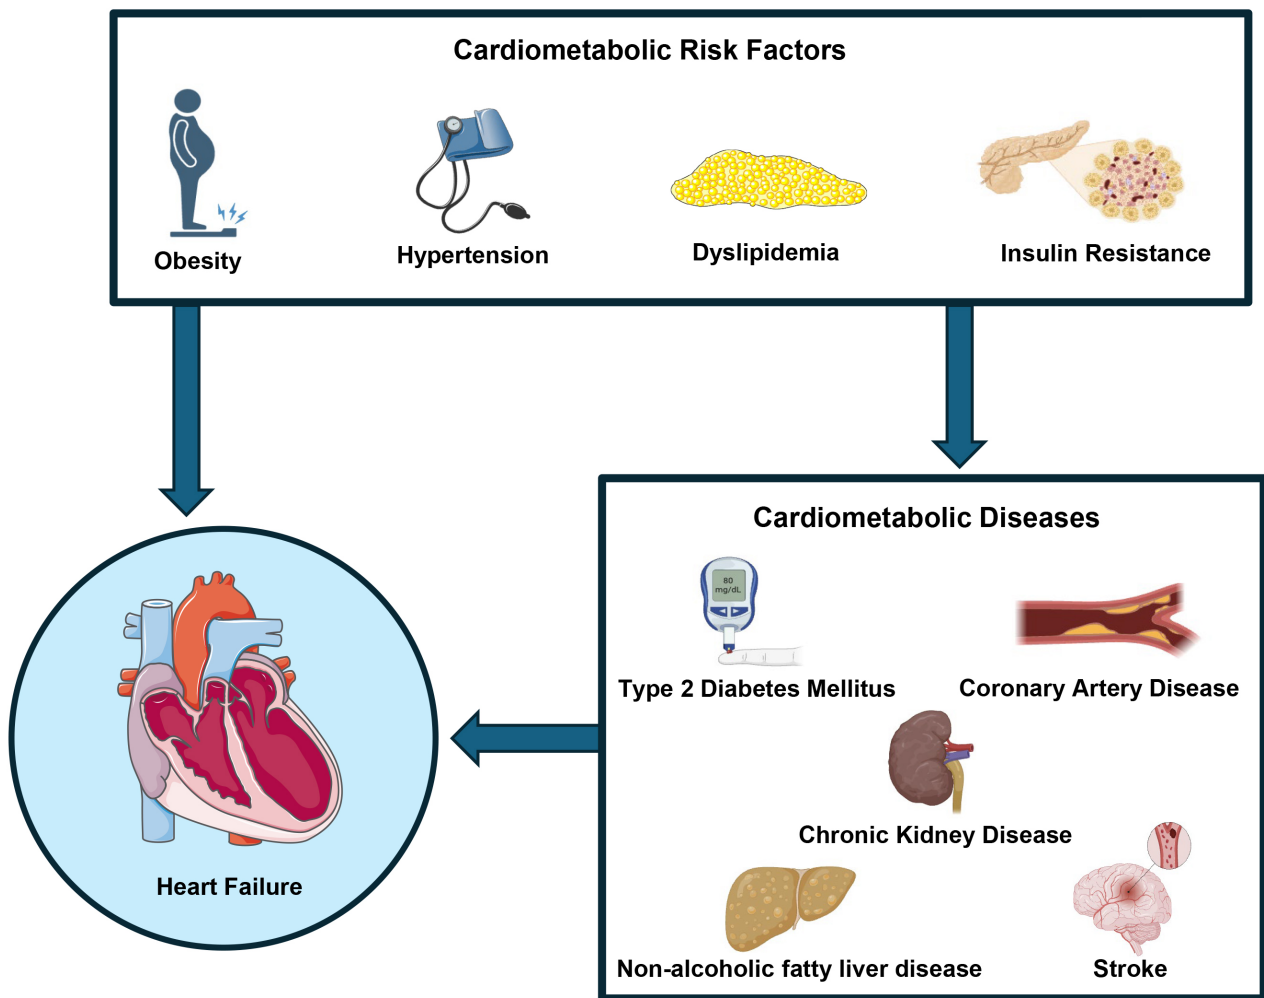 Cardiometabolic Risk Factors
Obesity
Hypertension
Dyslipidemia
Insulin Resistance
Cardiometabolic Diseases
80
mg/dL
Type 2 Diabetes Mellitus
Coronary Artery Disease
Chronic Kidney Disease
Heart Failure
Non-alcoholic fatty liver disease
Stroke